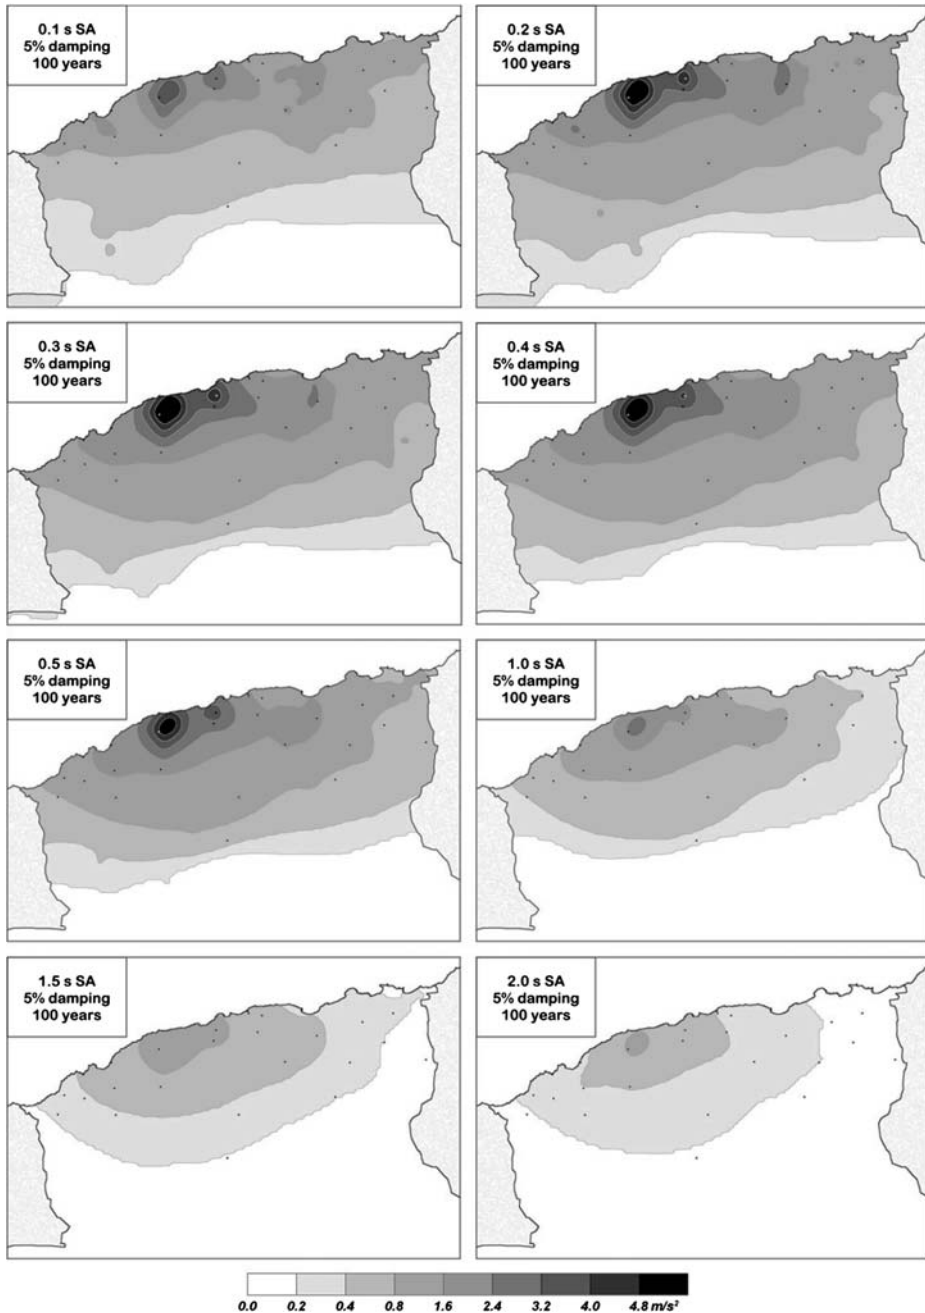 0.1 s SA
5% damping
100 years
0.2 s SA
5% damping
100 years
0.3 s SA
5% damping
100 years
0.4 s SA
5% damping
100 years
0.5 s SA
5% damping
100 years
1.0 s SA
5% damping
100 years
1.5 s SA
5% damping
100 years
2.0 s SA
5% damping
100 years
0.0 0.2 0.4 0.8 1.6 2.4 3.2 4.0 4.8 m/s²